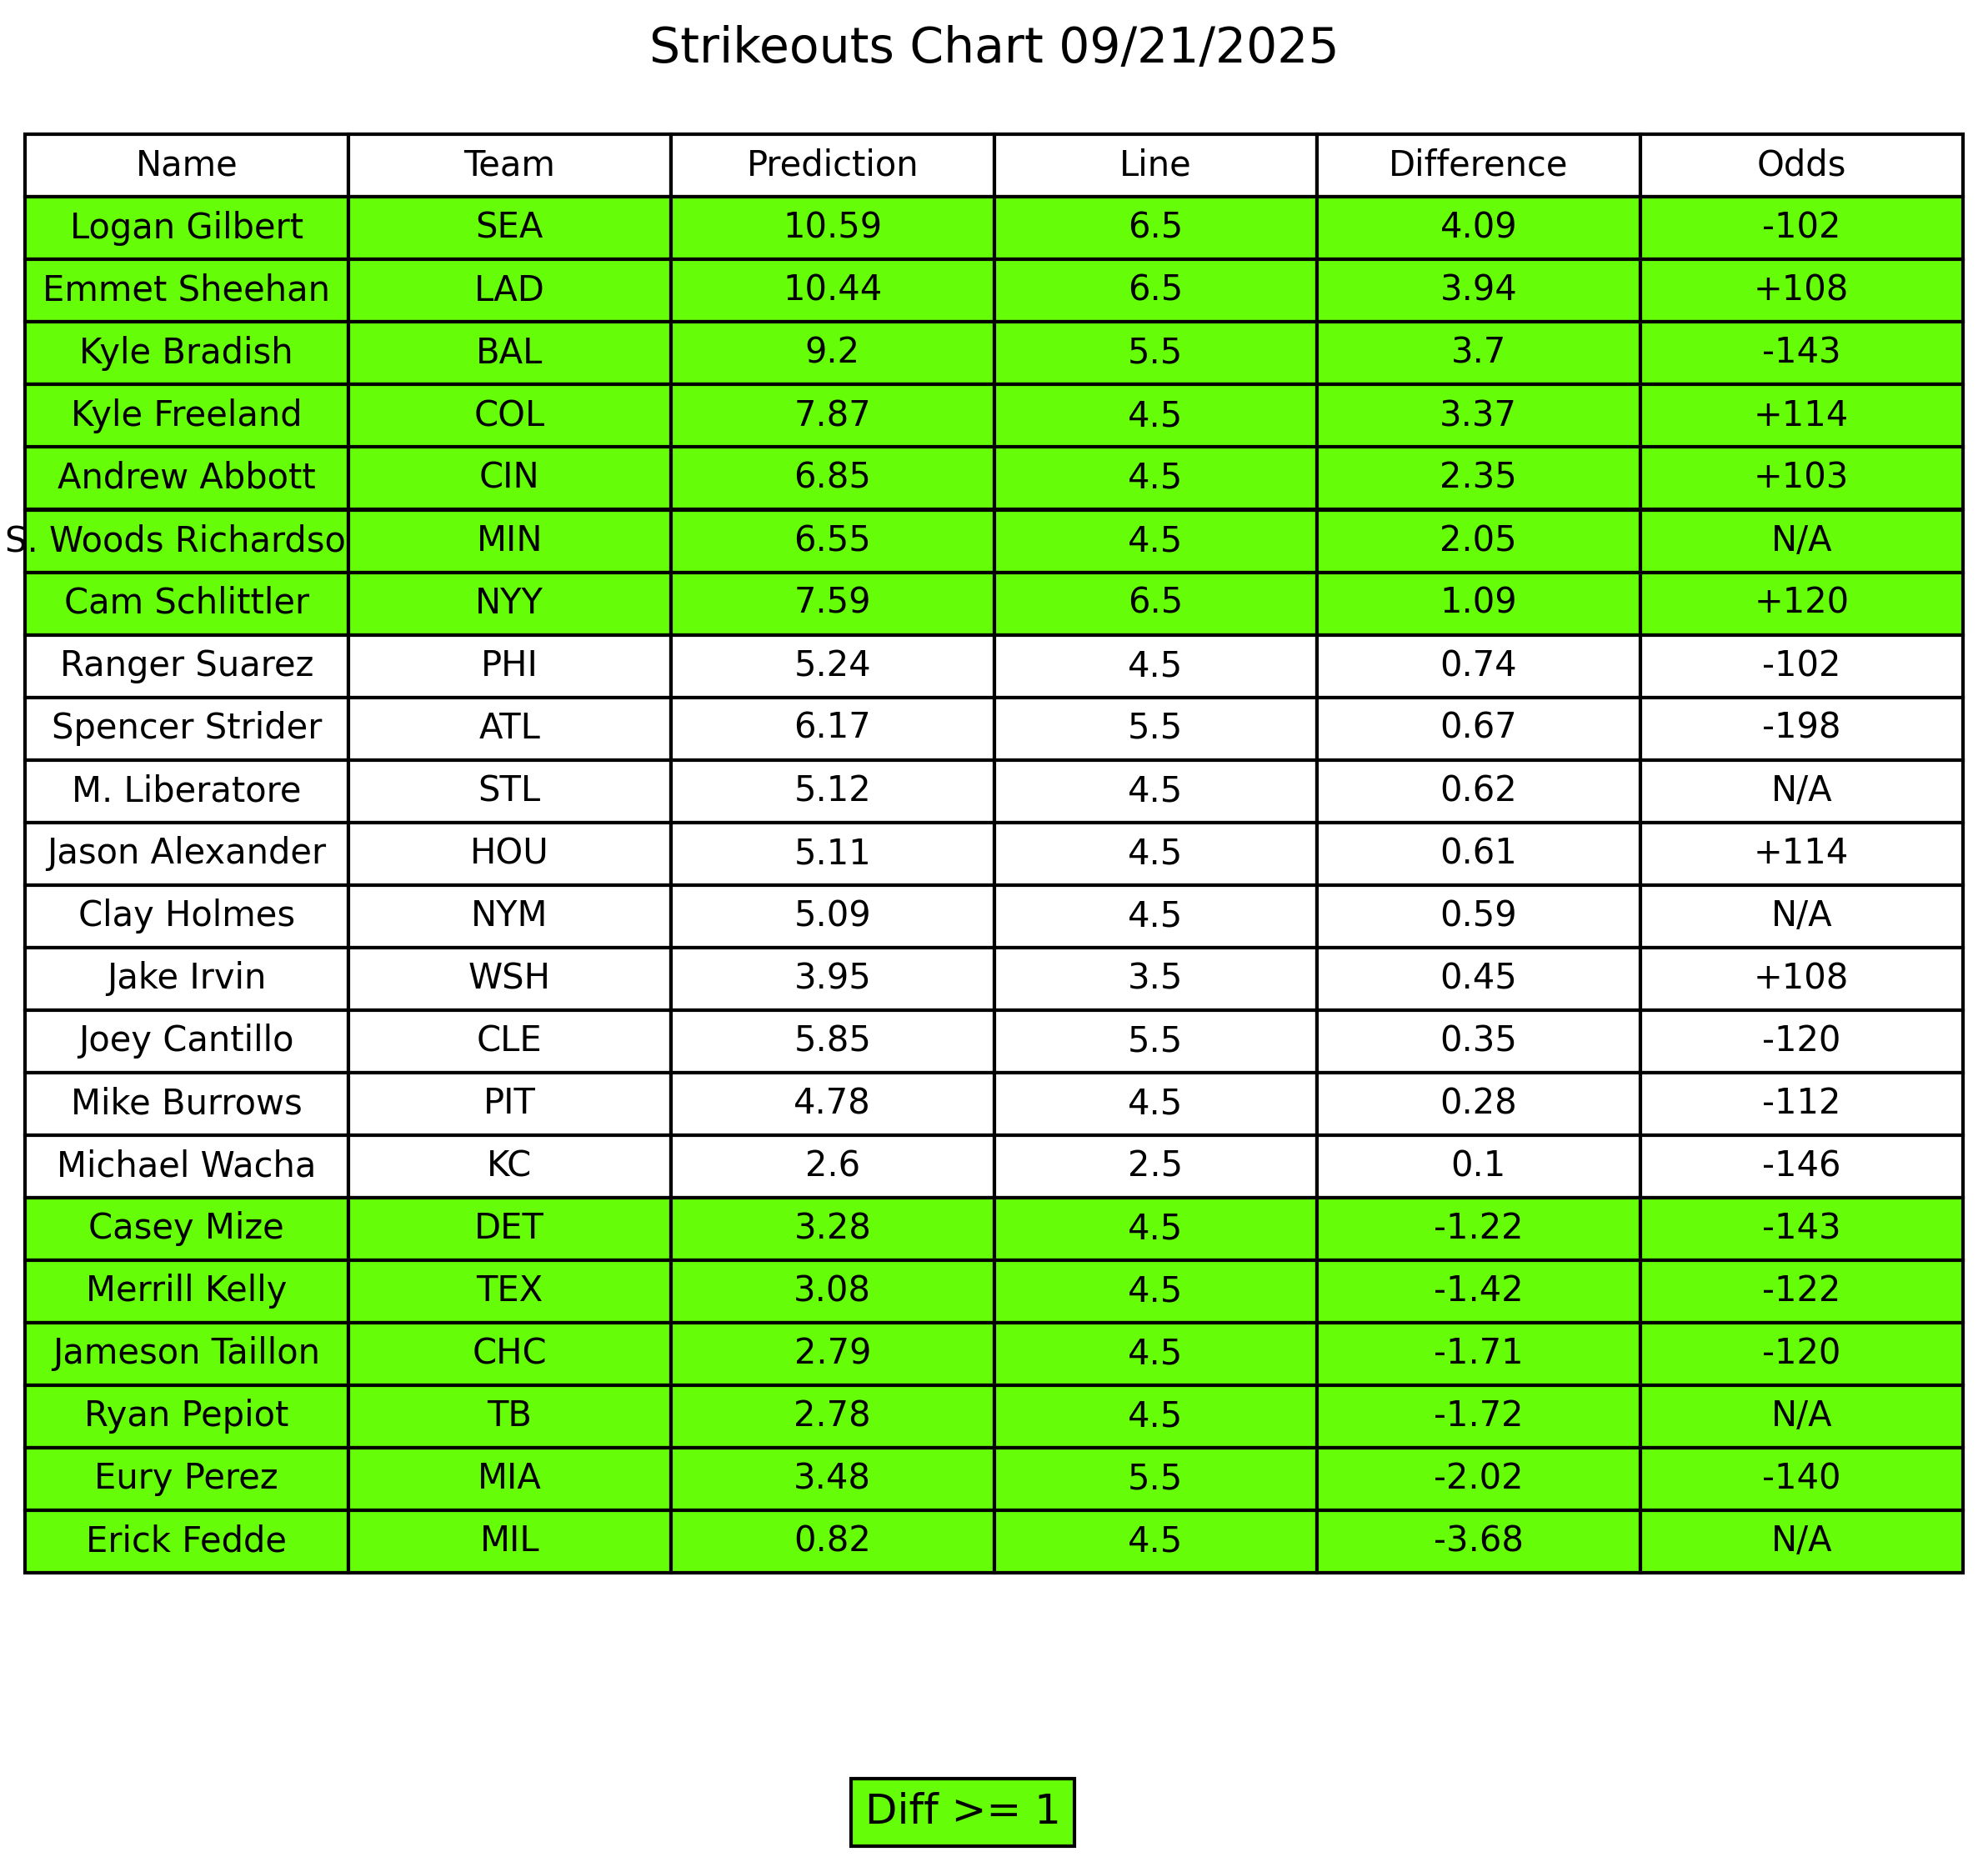 Strikeouts Chart 09/21/2025
Name Team Prediction Line Difference Odds
Logan Gilbert SEA 10.59 6.5 4.09 -102
Emmet Sheehan LAD 10.44 6.5 3.94 +108
Kyle Bradish BAL 9.2 5.5 3.7 -143
Kyle Freeland COL 7.87 4.5 3.37 +114
Andrew Abbott CIN 6.85 4.5 2.35 +103
S. Woods Richardso MIN 6.55 4.5 2.05 N/A
Cam Schlittler NYY 7.59 6.5 1.09 +120
Ranger Suarez PHI 5.24 4.5 0.74 -102
Spencer Strider ATL 6.17 5.5 0.67 -198
M. Liberatore STL 5.12 4.5 0.62 N/A
Jason Alexander HOU 5.11 4.5 0.61 +114
Clay Holmes NYM 5.09 4.5 0.59 N/A
Jake Irvin WSH 3.95 3.5 0.45 +108
Joey Cantillo CLE 5.85 5.5 0.35 -120
Mike Burrows PIT 4.78 4.5 0.28 -112
Michael Wacha KC 2.6 2.5 0.1 -146
Casey Mize DET 3.28 4.5 -1.22 -143
Merrill Kelly TEX 3.08 4.5 -1.42 -122
Jameson Taillon CHC 2.79 4.5 -1.71 -120
Ryan Pepiot TB 2.78 4.5 -1.72 N/A
Eury Perez MIA 3.48 5.5 -2.02 -140
Erick Fedde MIL 0.82 4.5 -3.68 N/A
Diff >= 1